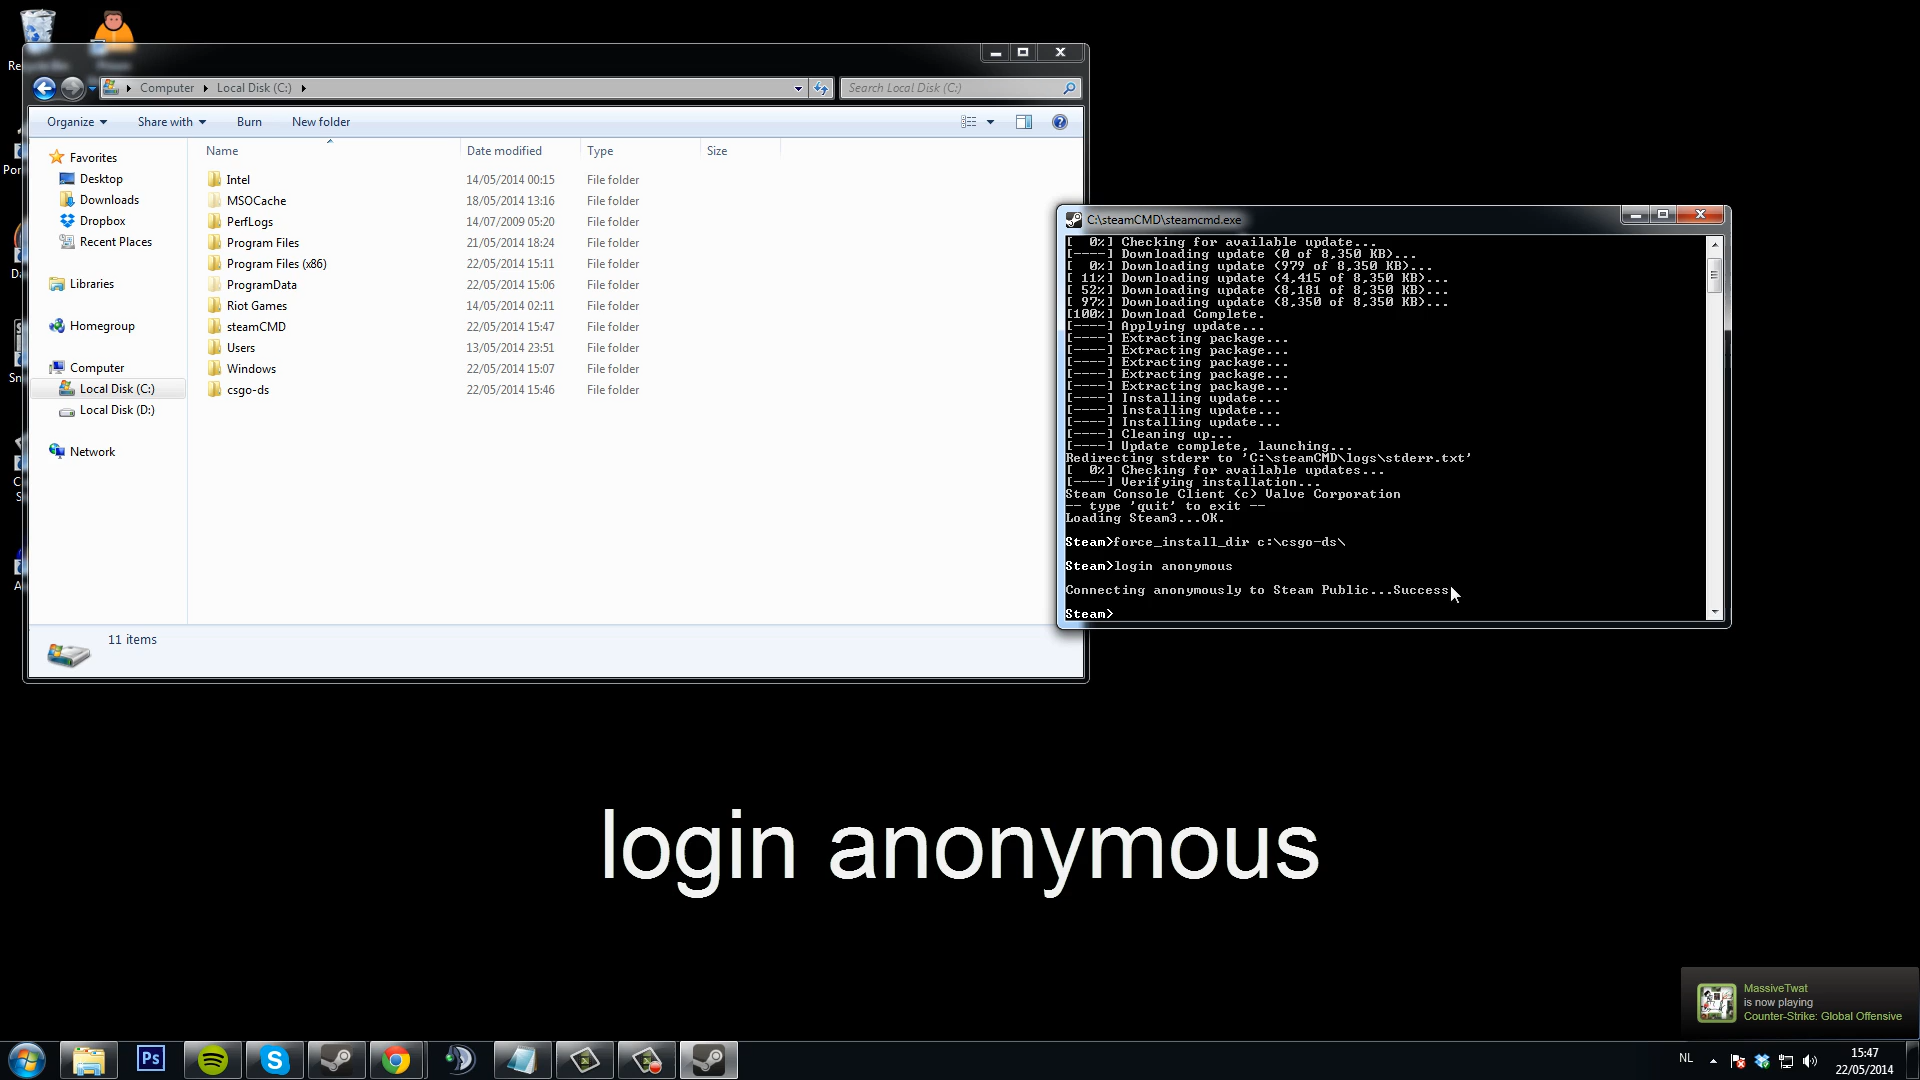 Computer Local Disk (C:)
Search Local Disk (C:)
Organize Share with Burn New folder
Name Date modified Type Size
Favorites
Desktop
Downloads
Dropbox
Recent Places
Libraries
Homegroup
Computer
Local Disk (C:)
Local Disk (D:)
Network
Intel 14/05/2014 00:15 File folder
MSOCache 18/05/2014 13:16 File folder
PerfLogs 14/07/2009 05:20 File folder
Program Files 21/05/2014 18:24 File folder
Program Files (x86) 22/05/2014 15:11 File folder
ProgramData 22/05/2014 15:06 File folder
Riot Games 14/05/2014 02:11 File folder
steamCMD 22/05/2014 15:47 File folder
Users 13/05/2014 23:51 File folder
Windows 22/05/2014 15:07 File folder
csgo-ds 22/05/2014 15:46 File folder
11 items
C:\steamCMD\steamcmd.exe
[  0%] Checking for available update...
[----] Downloading update (0 of 8,350 KB)...
[  0%] Downloading update (979 of 8,350 KB)...
[ 11%] Downloading update (4,415 of 8,350 KB)...
[ 52%] Downloading update (8,181 of 8,350 KB)...
[ 97%] Downloading update (8,350 of 8,350 KB)...
[100%] Download Complete.
[----] Applying update...
[----] Extracting package...
[----] Extracting package...
[----] Extracting package...
[----] Extracting package...
[----] Extracting package...
[----] Installing update...
[----] Installing update...
[----] Installing update...
[----] Cleaning up...
[----] Update complete, launching...
Redirecting stderr to 'C:\steamCMD\logs\stderr.txt'
[  0%] Checking for available updates...
[----] Verifying installation...
Steam Console Client (c) Valve Corporation
-- type 'quit' to exit --
Loading Steam3...OK.
Steam>force_install_dir c:\csgo-ds\
Steam>login anonymous
Connecting anonymously to Steam Public...Success
Steam>
login anonymous
MassiveTwat
is now playing
Counter-Strike: Global Offensive
Ps
NL
15:47
22/05/2014